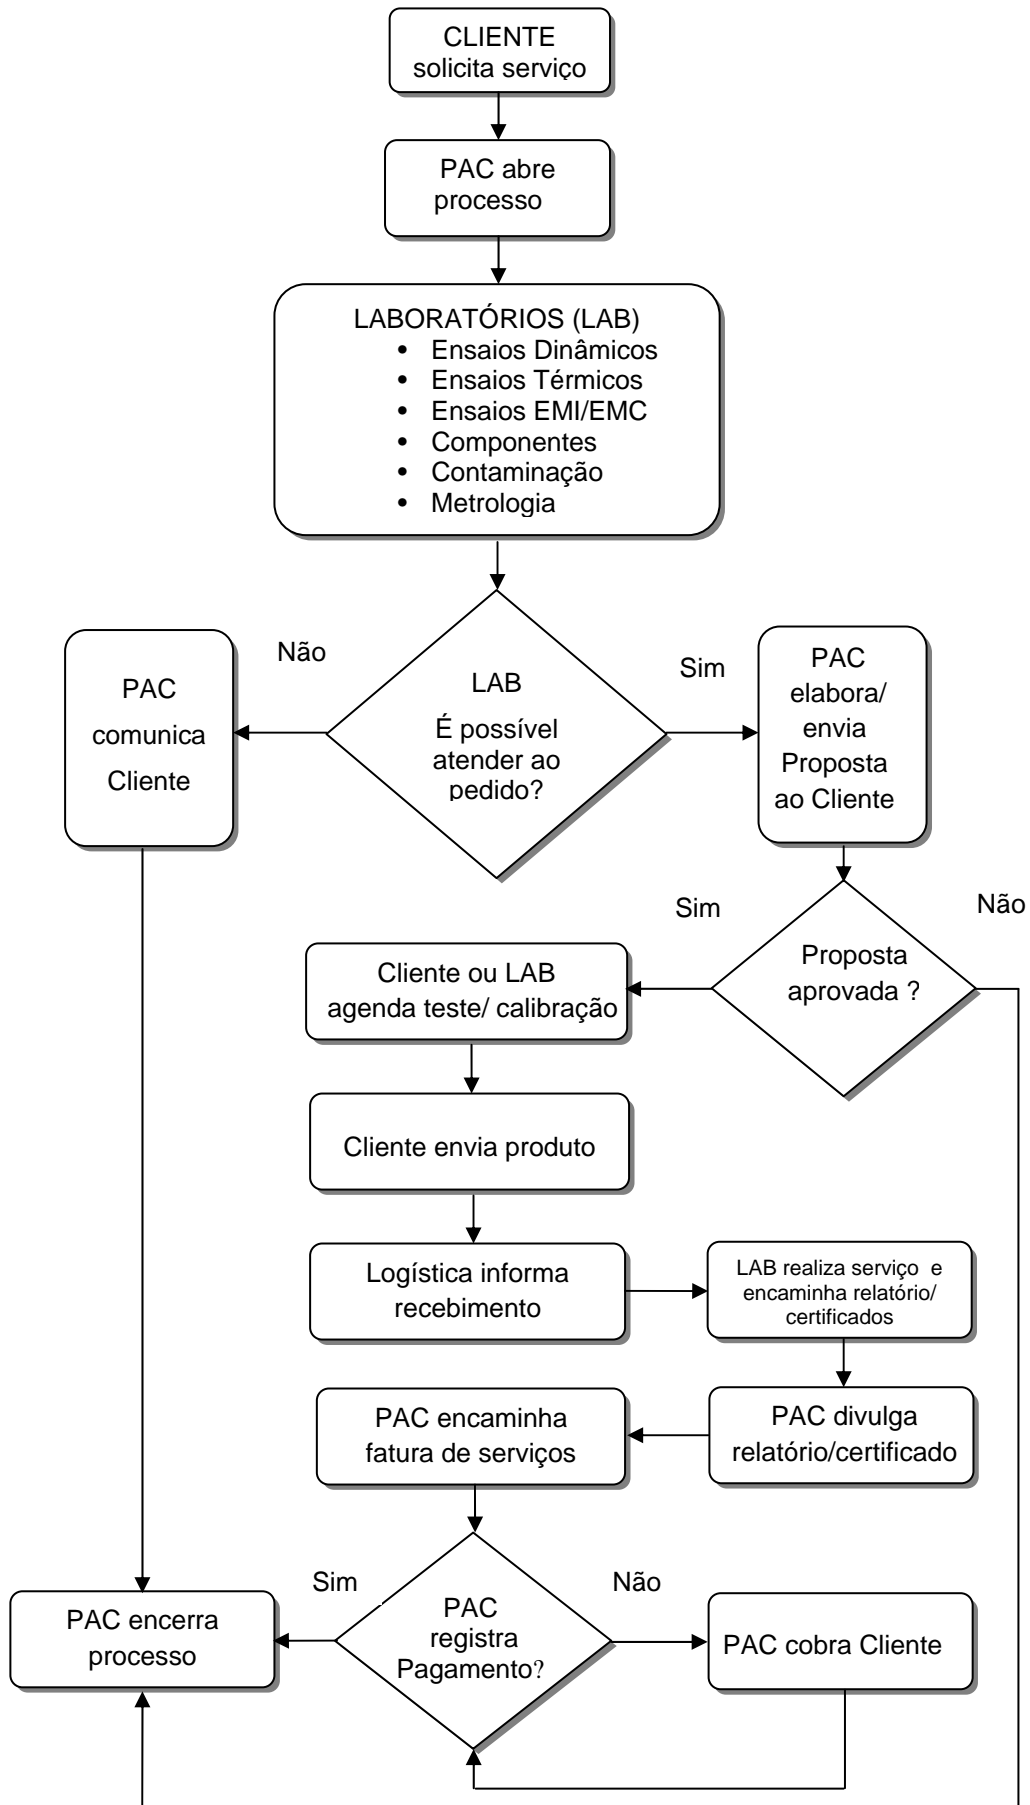 CLIENTE
solicita serviço
PAC abre
processo
LABORATÓRIOS (LAB)
• Ensaios Dinâmicos
• Ensaios Térmicos
• Ensaios EMI/EMC
• Componentes
• Contaminação
• Metrologia
Não
PAC
comunica
Cliente
LAB
É possível
atender ao
pedido?
Sim
PAC
elabora/
envia
Proposta
ao Cliente
Sim
Não
Proposta
aprovada ?
Cliente ou LAB
agenda teste/ calibração
Cliente envia produto
Logística informa
recebimento
LAB realiza serviço e
encaminha relatório/
certificados
PAC divulga
relatório/certificado
PAC encaminha
fatura de serviços
Sim
Não
PAC
registra
Pagamento?
PAC encerra
processo
PAC cobra Cliente